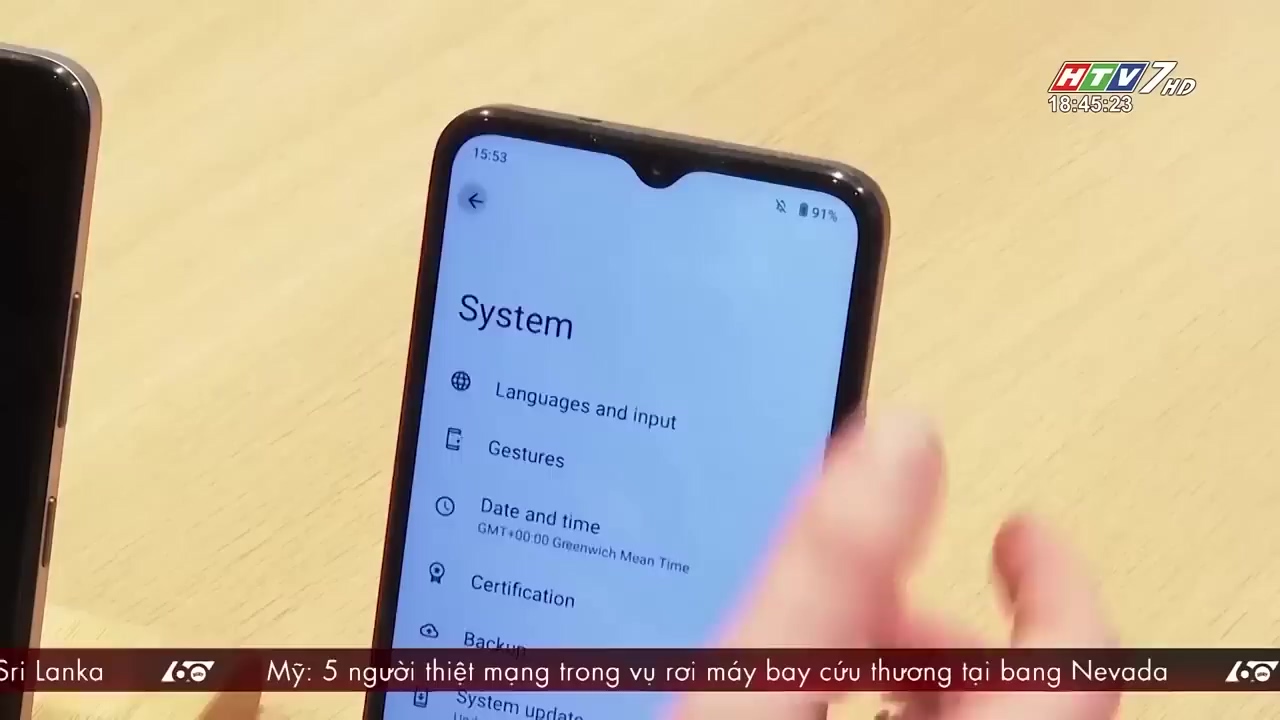 HTV7 HD
18:45:23
15:53
91%
System
Languages and input
Gestures
Date and time
GMT+00:00 Greenwich Mean Time
Certification
Backup
System update
Sri Lanka
60
Mỹ: 5 người thiệt mạng trong vụ rơi máy bay cứu thương tại bang Nevada
60